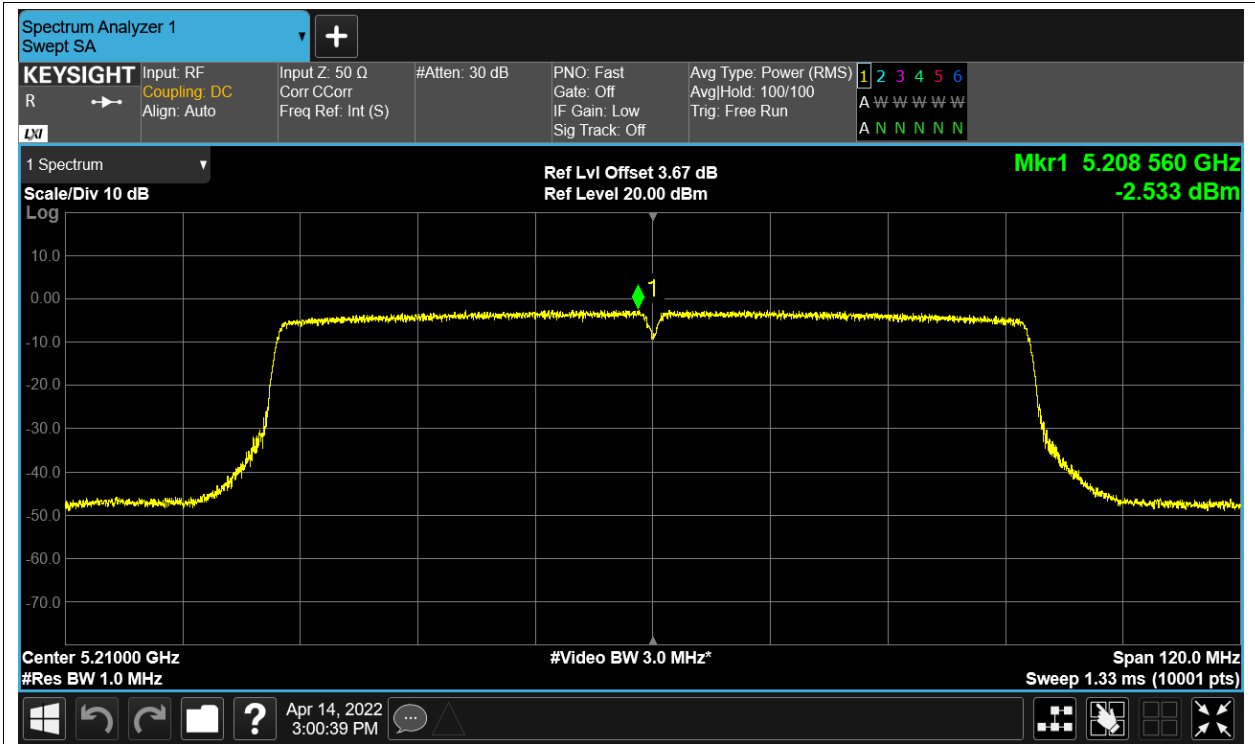 Spectrum Analyzer 1
Swept SA
KEYSIGHT
R
LXI
Input: RF
Coupling: DC
Align: Auto
Input Z: 50 Ω
Corr CCorr
Freq Ref: Int (S)
#Atten: 30 dB
PNO: Fast
Gate: Off
IF Gain: Low
Sig Track: Off
Avg Type: Power (RMS)
Avg|Hold: 100/100
Trig: Free Run
1 2 3 4 5 6
A W W W W W
A N N N N N
1 Spectrum
Scale/Div 10 dB
Log
Ref Lvl Offset 3.67 dB
Ref Level 20.00 dBm
Mkr1 5.208 560 GHz
-2.533 dBm
10.0
0.00
-10.0
-20.0
-30.0
-40.0
-50.0
-60.0
-70.0
1
Center 5.21000 GHz
#Res BW 1.0 MHz
#Video BW 3.0 MHz*
Span 120.0 MHz
Sweep 1.33 ms (10001 pts)
?
Apr 14, 2022
3:00:39 PM